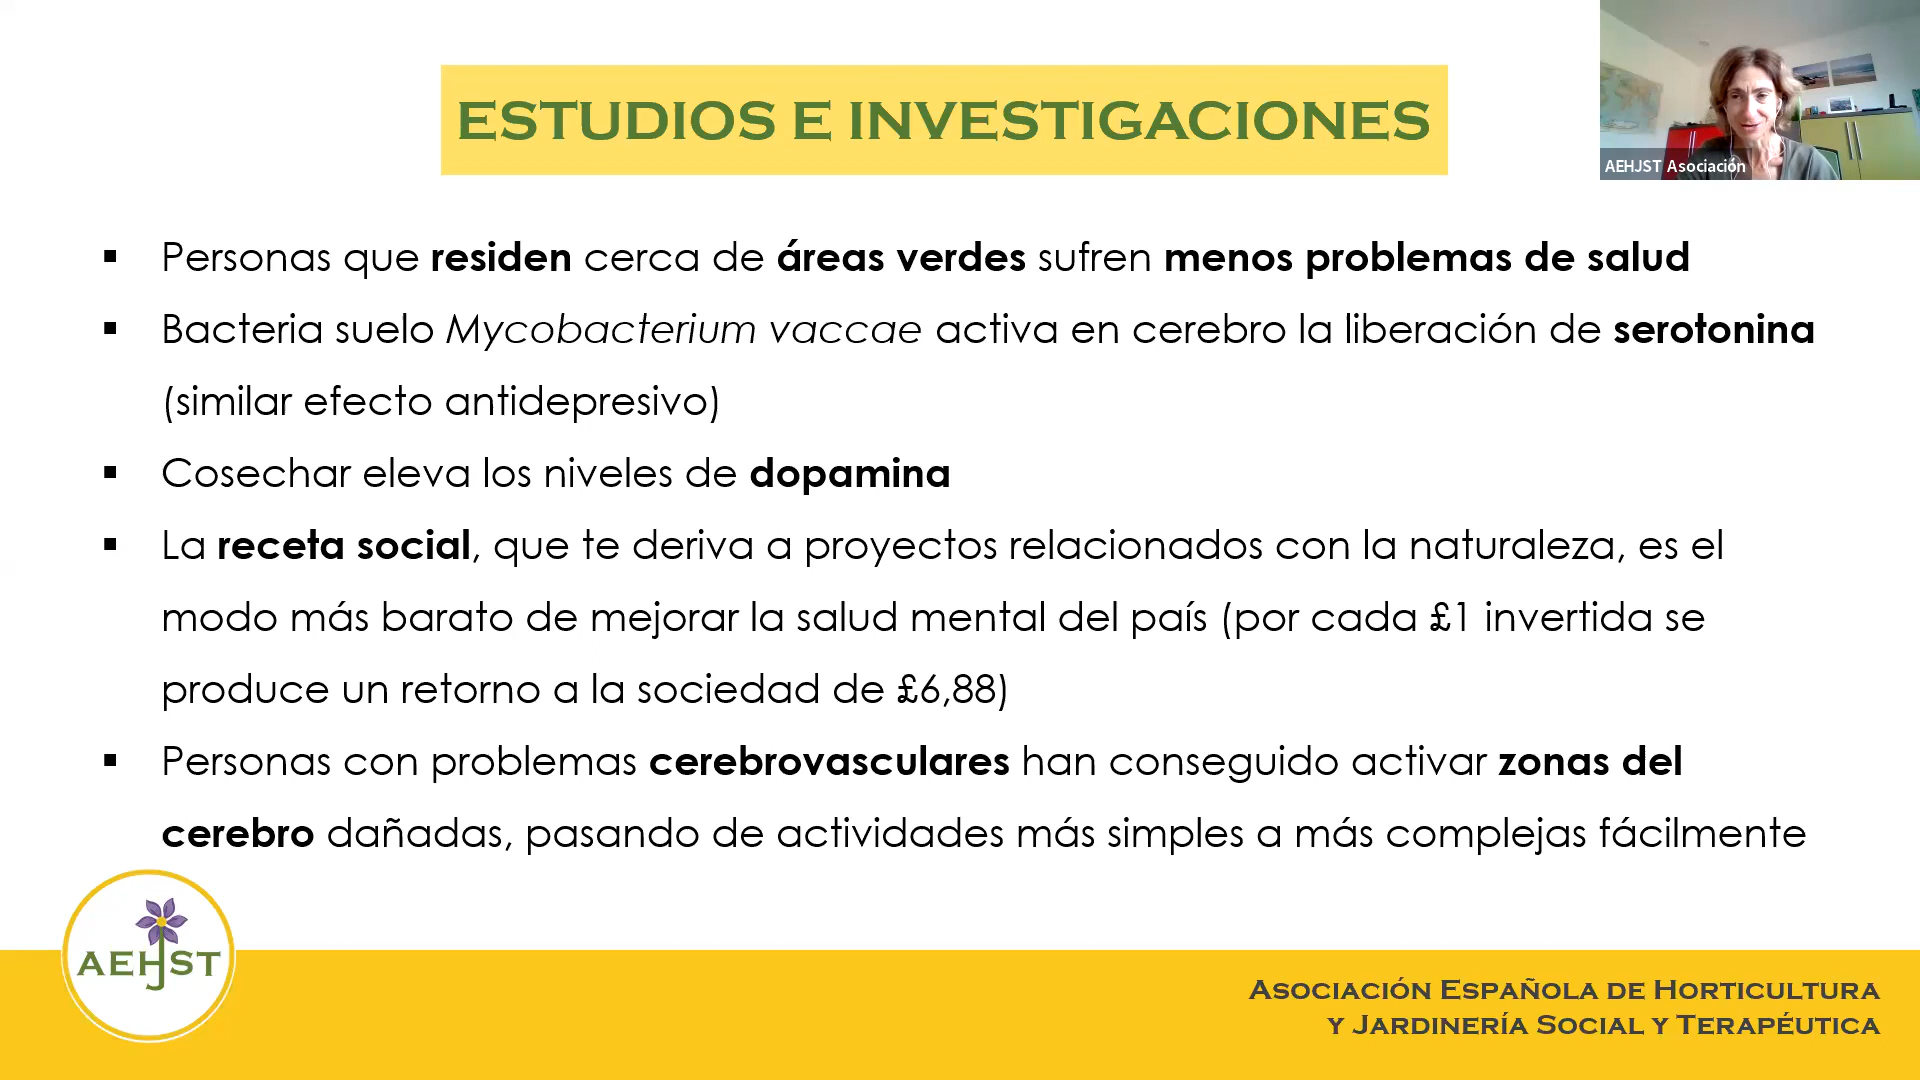 ESTUDIOS E INVESTIGACIONES
AEHJST Asociación
▪ Personas que residen cerca de áreas verdes sufren menos problemas de salud
▪ Bacteria suelo Mycobacterium vaccae activa en cerebro la liberación de serotonina
(similar efecto antidepresivo)
▪ Cosechar eleva los niveles de dopamina
▪ La receta social, que te deriva a proyectos relacionados con la naturaleza, es el
modo más barato de mejorar la salud mental del país (por cada £1 invertida se
produce un retorno a la sociedad de £6,88)
▪ Personas con problemas cerebrovasculares han conseguido activar zonas del
cerebro dañadas, pasando de actividades más simples a más complejas fácilmente
AEHJST
Asociación Española de Horticultura
y Jardinería Social y Terapéutica